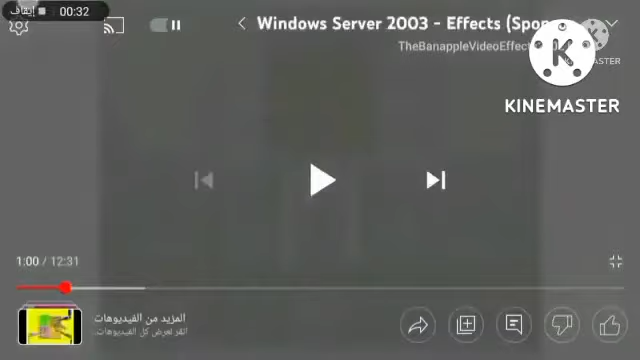 إيقاف 00:32
Windows Server 2003 - Effects (Spon
TheBanappleVideoEffect
KINEMASTER
1:00 / 12:31
المزيد من الفيديوهات
انقر لعرض كل الفيديوهات..